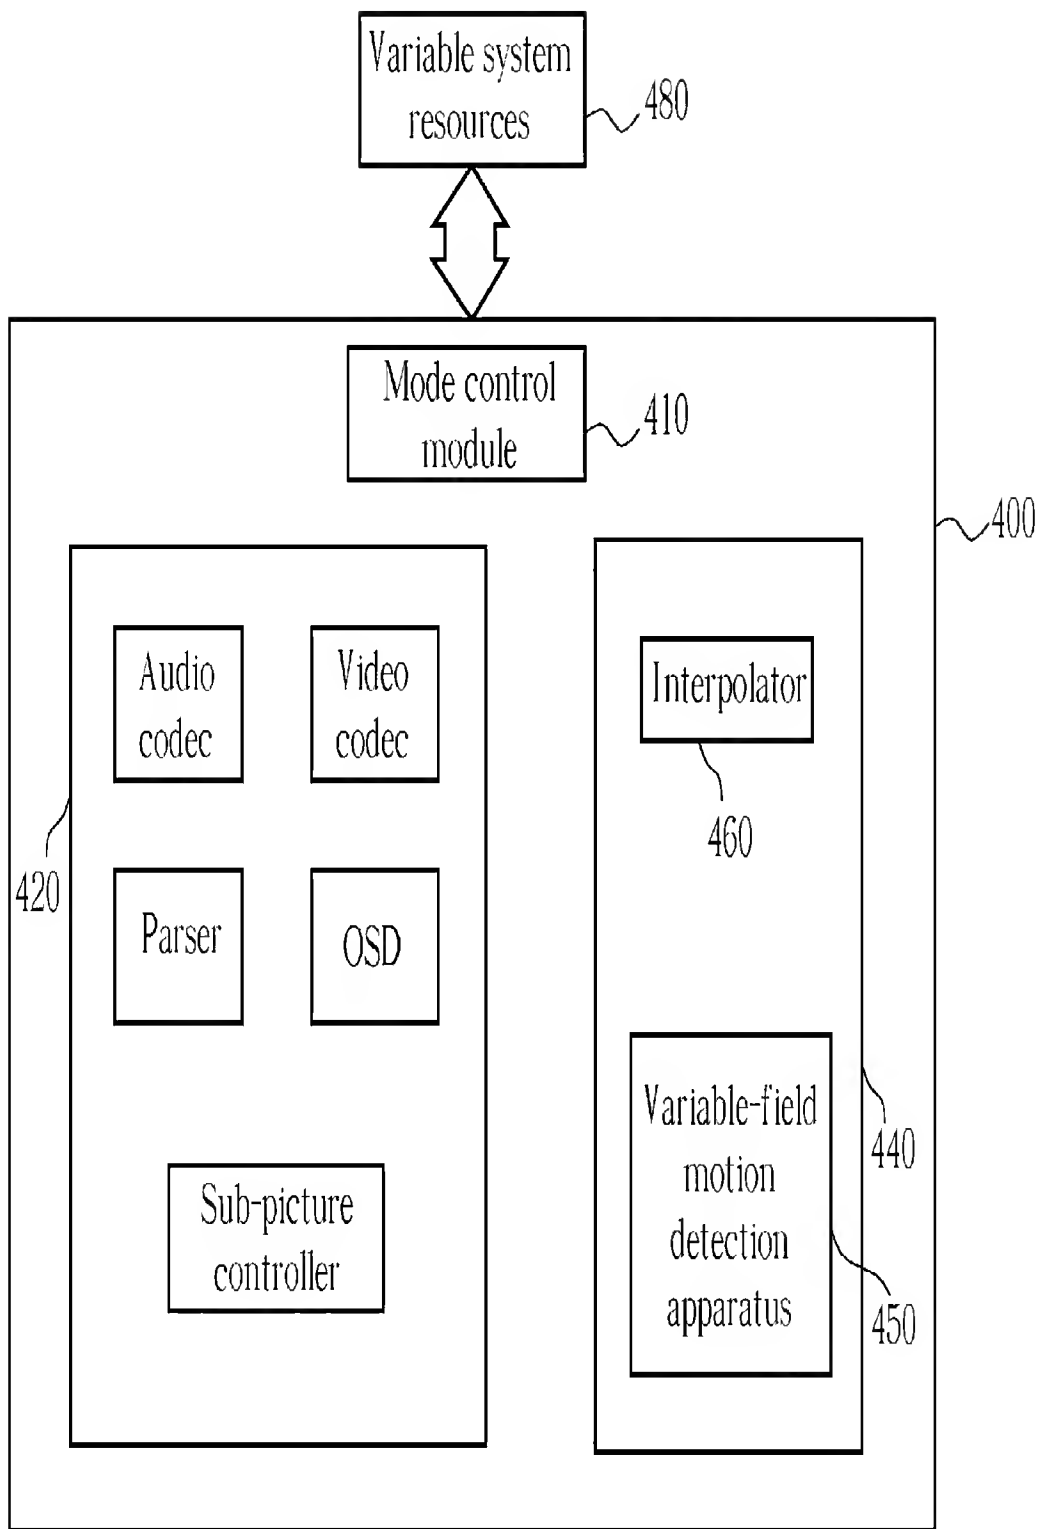 Variable system
resources
480
Mode control
module
410
400
Audio
codec
Video
codec
Interpolator
460
420
Parser
OSD
Variable-field
motion
detection
apparatus
440
Sub-picture
controller
450